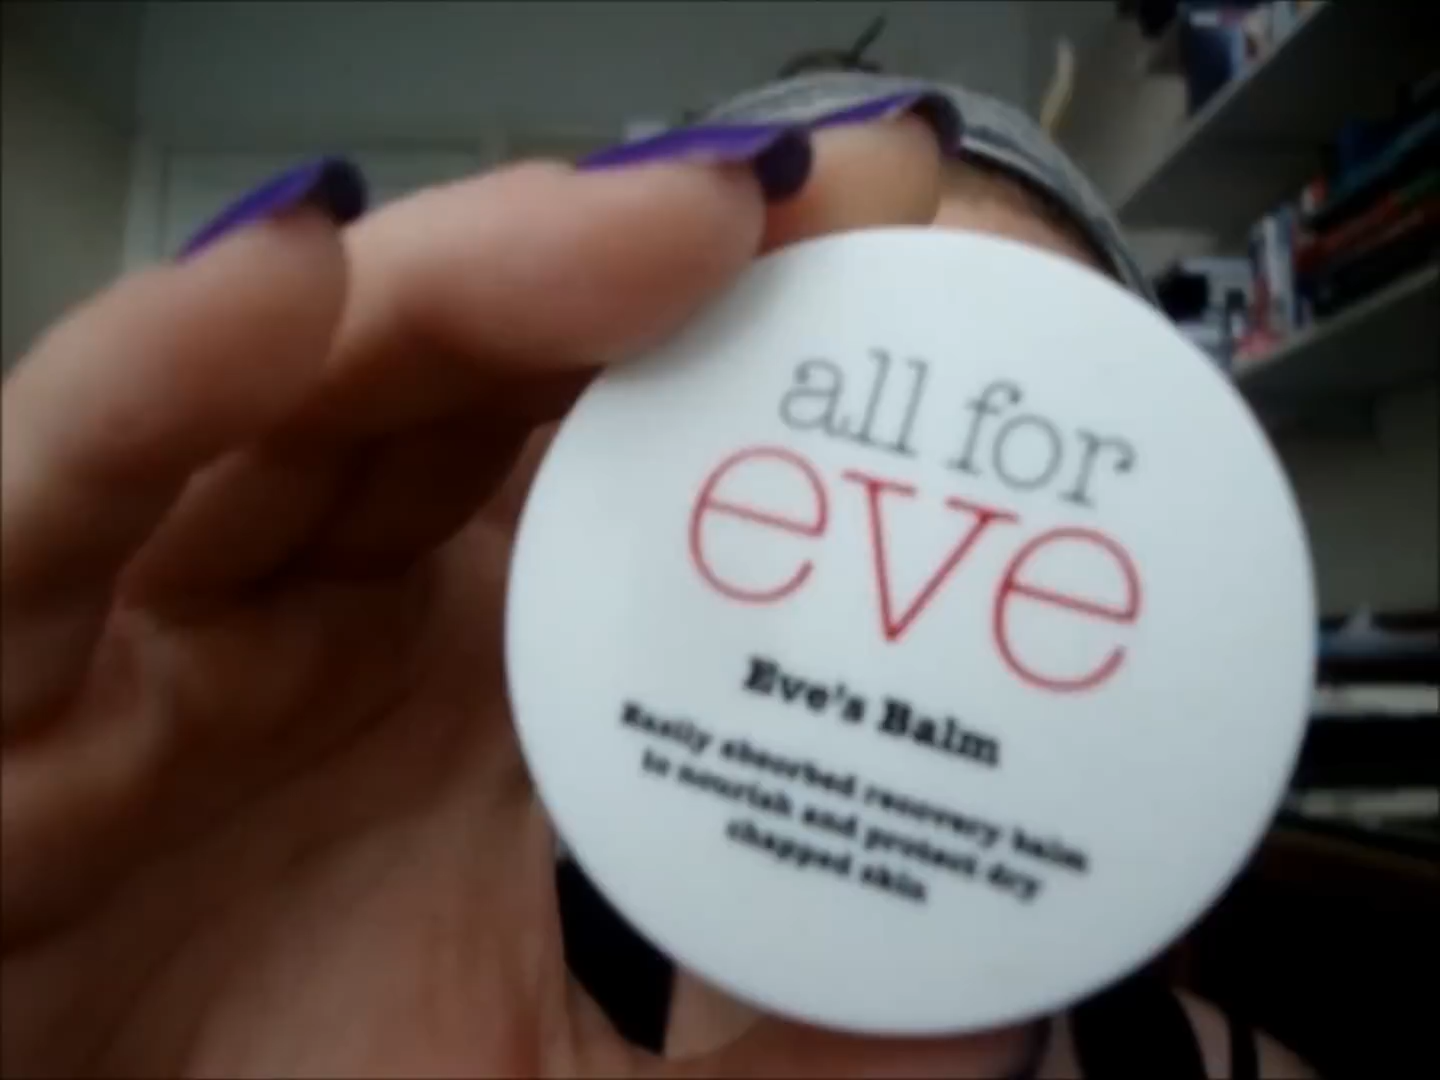 all for
eve
Eve's Balm
Easily absorbed recovery balm
to nourish and protect dry
chapped skin